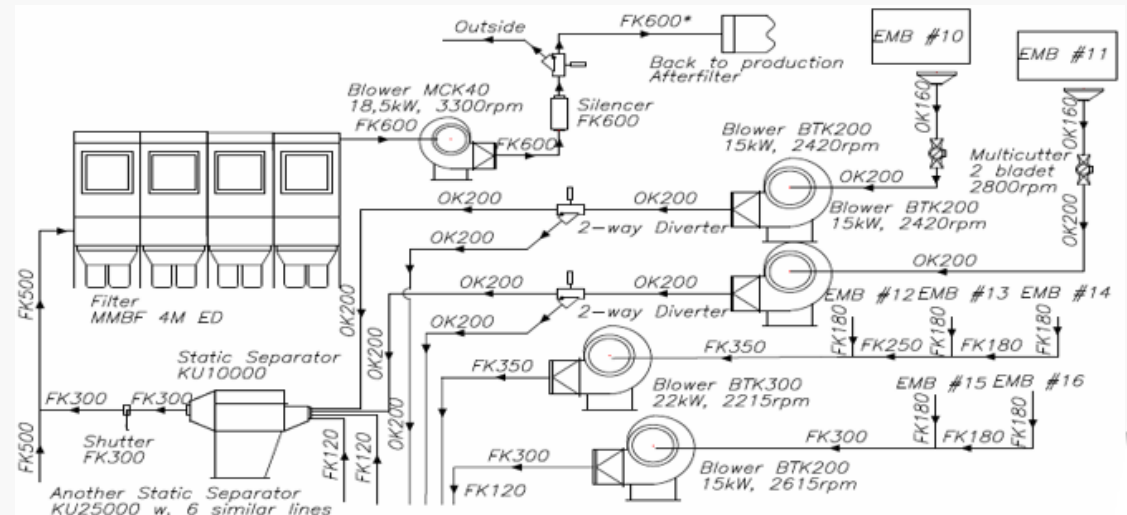 Outside
FK600*
Back to production
Afterfilter
EMB #10
EMB #11
Blower MCK40
18,5kW, 3300rpm
Silencer
FK600
FK600
FK600
OK160
OK160
Blower BTK200
15kW, 2420rpm
Multicutter
2 bladet
2800rpm
OK200
OK200
OK200
OK200
2-way Diverter
Blower BTK200
15kW, 2420rpm
OK200
OK200
OK200
OK200
OK200
2-way Diverter
EMB #12
EMB #13
EMB #14
FK500
Filter
MMBF 4M ED
OK200
OK200
FK180
FK180
FK180
FK350
FK250
FK180
Static Separator
KU10000
OK200
FK350
Blower BTK300
22kW, 2215rpm
EMB #15
EMB #16
FK300
FK300
Shutter
FK300
FK500
FK120
FK120
OK200
FK180
FK180
FK300
FK180
FK300
FK120
Blower BTK200
15kW, 2615rpm
Another Static Separator
KU25000 w. 6 similar lines